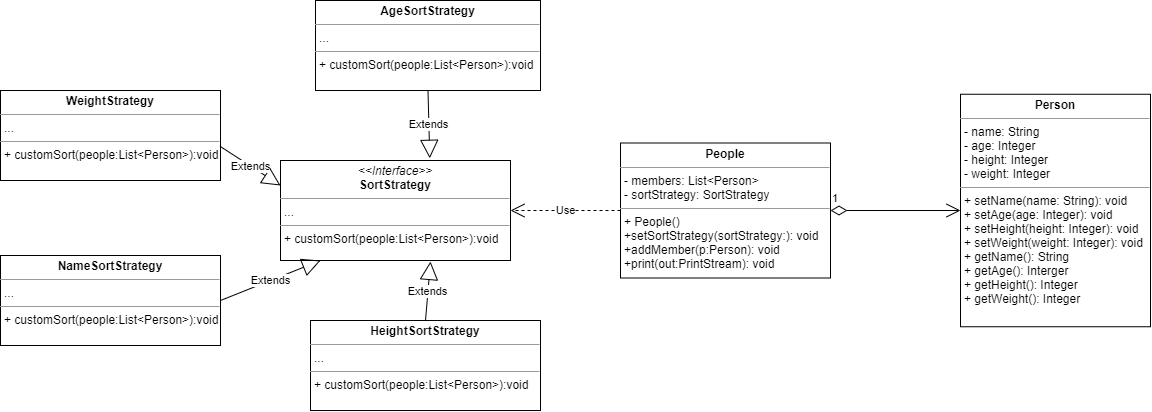 AgeSortStrategy
...
+ customSort(people:List<Person>):void
WeightStrategy
...
+ customSort(people:List<Person>):void
Extends
Extends
<<Interface>>
SortStrategy
...
+ customSort(people:List<Person>):void
NameSortStrategy
...
+ customSort(people:List<Person>):void
Extends
Extends
HeightSortStrategy
...
+ customSort(people:List<Person>):void
Use
People
- members: List<Person>
- sortStrategy: SortStrategy
+ People()
+setSortStrategy(sortStrategy:): void
+addMember(p:Person): void
+print(out:PrintStream): void
1
Person
- name: String
- age: Integer
- height: Integer
- weight: Integer
+ setName(name: String): void
+ setAge(age: Integer): void
+ setHeight(height: Integer): void
+ setWeight(weight: Integer): void
+ getName(): String
+ getAge(): Interger
+ getHeight(): Integer
+ getWeight(): Integer